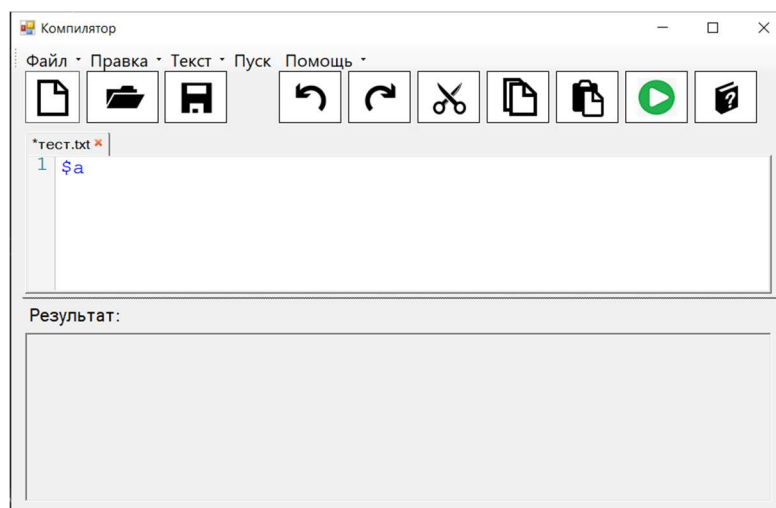 Компилятор
Файл Правка Текст Пуск Помощь
*тест.txt
1 $a
Результат: